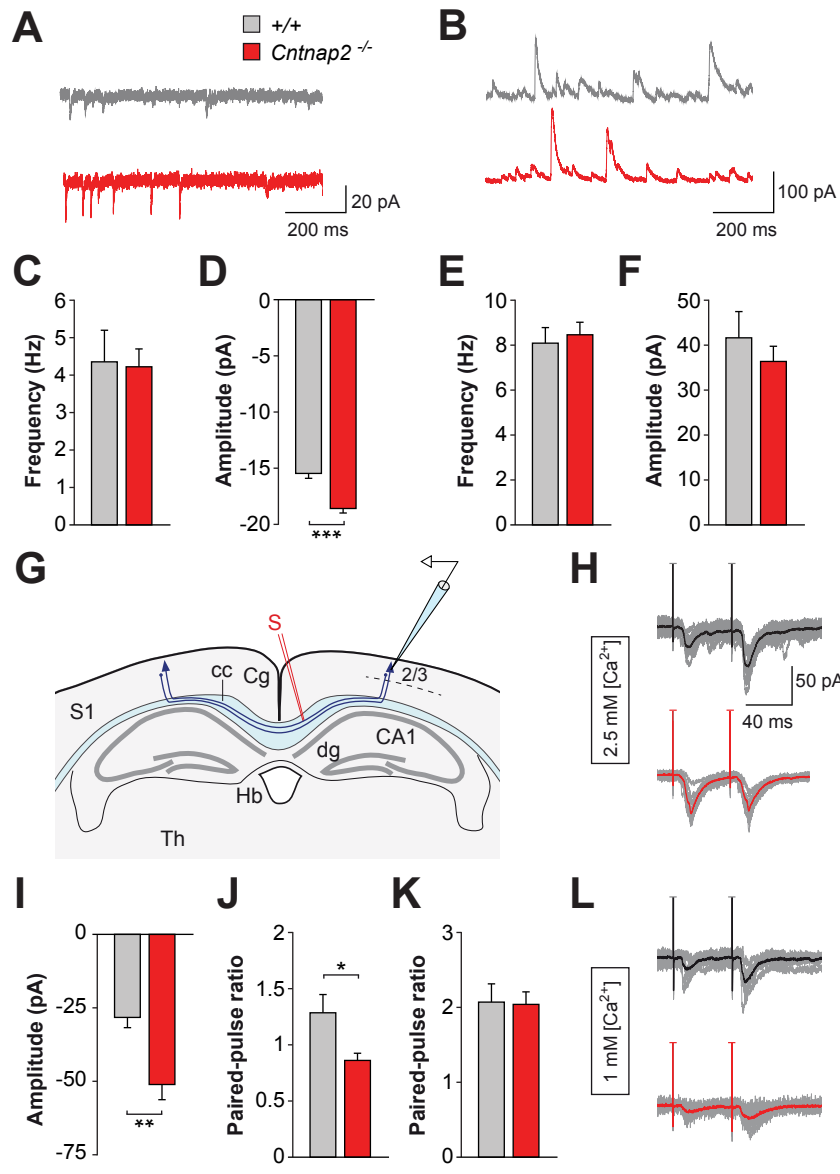 A
+/+
Cntnap2 -/-
B
20 pA
200 ms
100 pA
200 ms
C
Frequency (Hz)
6
5
4
3
2
1
0
D
Amplitude (pA)
0
-5
-10
-15
-20
***
E
Frequency (Hz)
10
8
6
4
2
0
F
Amplitude (pA)
50
40
30
20
10
0
G
S
2/3
cc
Cg
S1
CA1
dg
Hb
Th
H
2.5 mM [Ca2+]
50 pA
40 ms
I
Amplitude (pA)
0
-25
-50
-75
**
J
Paired-pulse ratio
2
1.5
1
0.5
0
*
K
Paired-pulse ratio
3
2
1
0
L
1 mM [Ca2+]